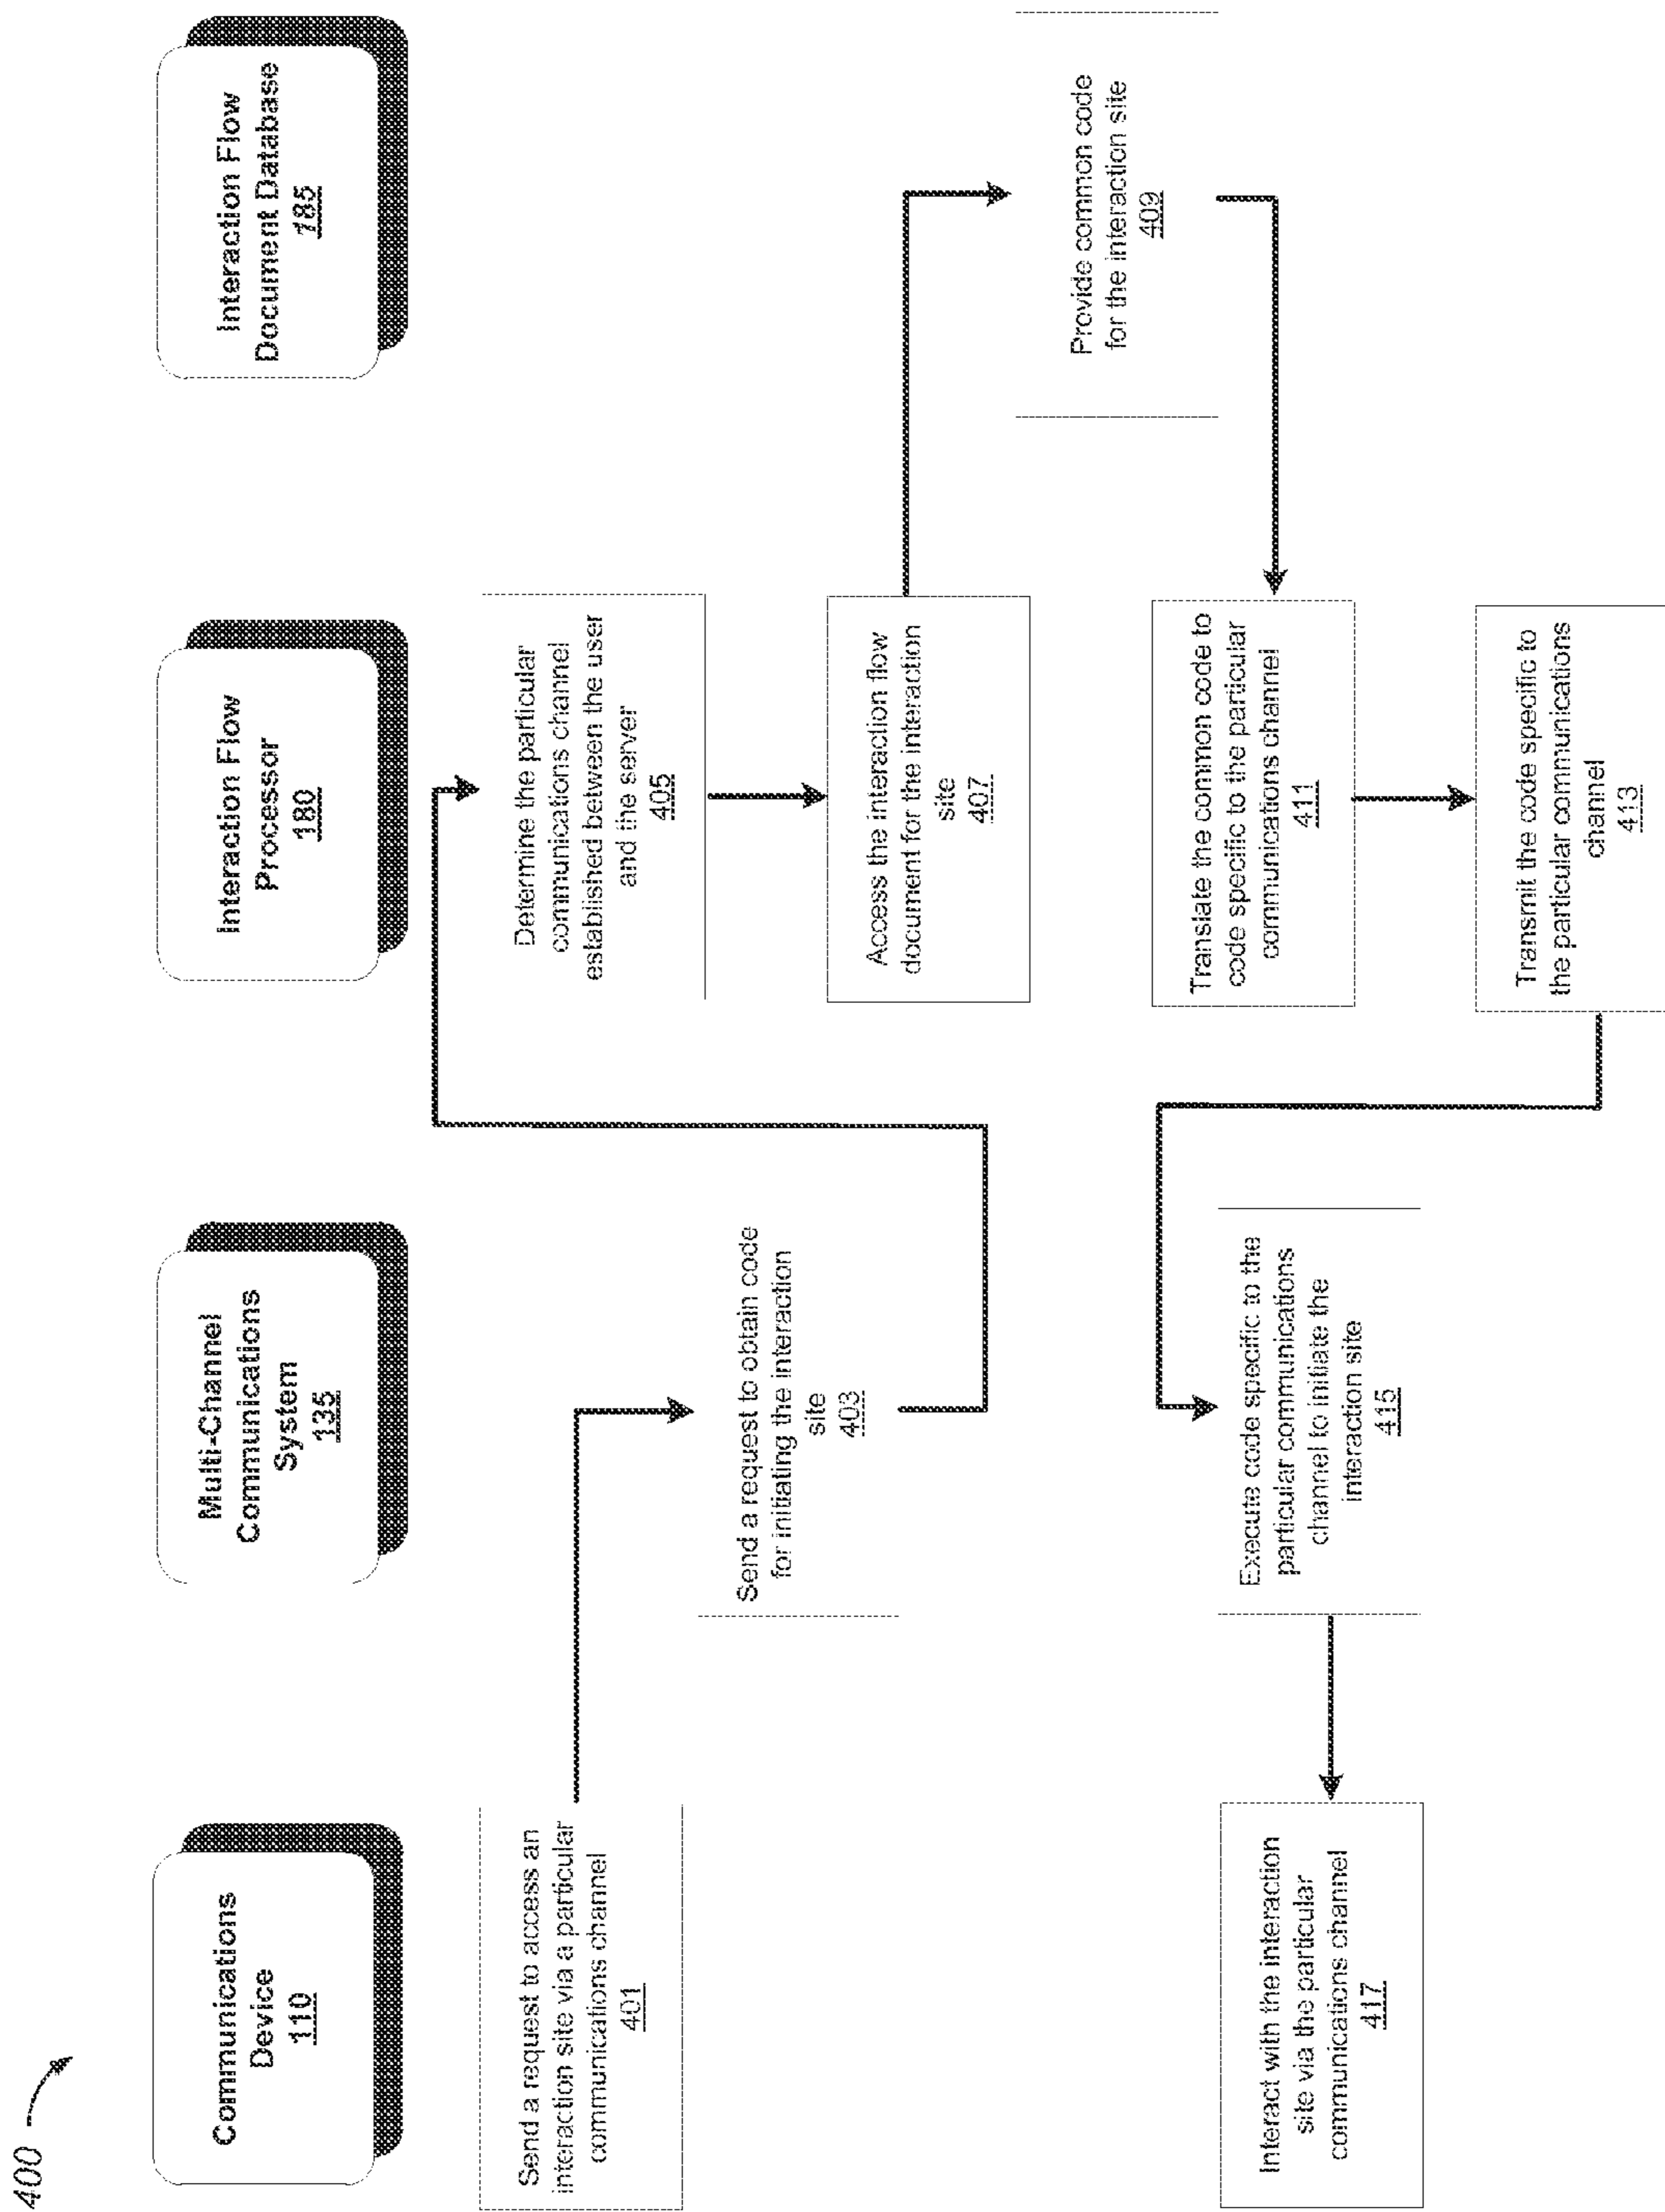 400
Communications
Device
110
Multi-Channel
Communications
System
135
Interaction Flow
Processor
180
Interaction Flow
Document Database
185
Send a request to access an
interaction site via a particular
communications channel
401
Send a request to obtain code
for initiating the interaction
site
403
Determine the particular
communications channel
established between the user
and the server
405
Access the interaction flow
document for the interaction
site
407
Provide common code
for the interaction site
409
Translate the common code to
code specific to the particular
communications channel
411
Transmit the code specific to
the particular communications
channel
413
Execute code specific to the
particular communications
channel to initiate the
interaction site
415
Interact with the interaction
site via the particular
communications channel
417